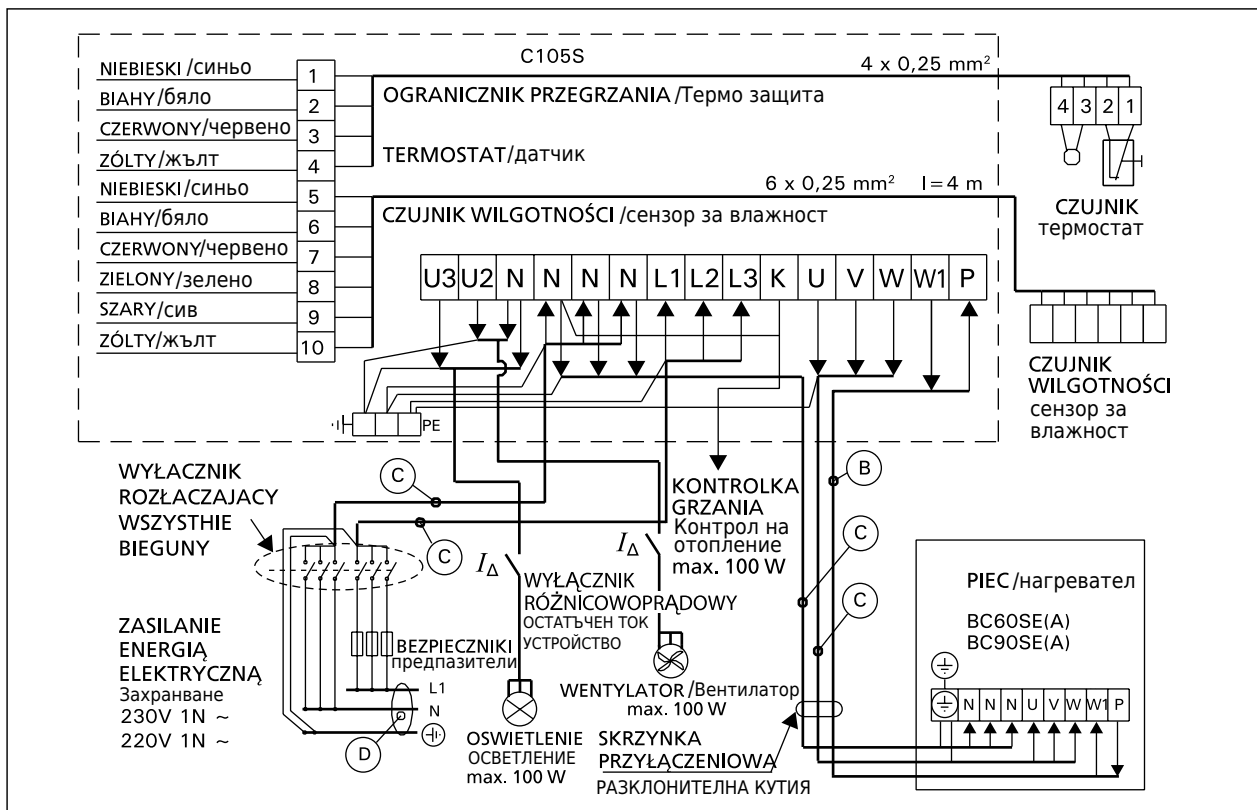 C105S
4 x 0,25 mm²
NIEBIESKI/синьо 1
BIAHY/бяло 2
CZERWONY/червено 3
ZÓLTY/жълт 4
NIEBIESKI/синьо 5
BIAHY/бяло 6
CZERWONY/червено 7
ZIELONY/зелено 8
SZARY/сив 9
ZÓLTY/жълт 10
OGRANICZNIK PRZEGRZANIA/Термо защита
TERMOSTAT/датчик
6 x 0,25 mm² l=4 m
CZUJNIK WILGOTNOŚCI/сензор за влажност
4 3 2 1
CZUJNIK
термостат
U3 U2 N N N N L1 L2 L3 K U V W W1 P
CZUJNIK
WILGOTNOŚCI
сензор за
влажност
PE
WYŁACZNIK
ROZŁACZAJACY
WSZYSTHIE
BIEGUNY
C
C
B
C
C
KONTROLKA
GRZANIA
Контрол на
отопление
max. 100 W
I∆
WYŁĄCZNIK
RÓŻNICOWOPRĄDOWY
ОСТАТЪЧЕН ТОК
УСТРОЙСТВО
I∆
ZASILANIE
ENERGIĄ
ELEKTRYCZNĄ
Захранване
230V 1N ~
220V 1N ~
BEZPIECZNIKI
предпазители
L1
N
D
OSWIETLENIE
ОСВЕТЛЕНИЕ
max. 100 W
WENTYLATOR/Вентилатор
max. 100 W
SKRZYNKA
PRZYŁĄCZENIOWA
РАЗКЛОНИТЕЛНА КУТИЯ
PIEC/нагревател
BC60SE(A)
BC90SE(A)
N N N U V W W1 P